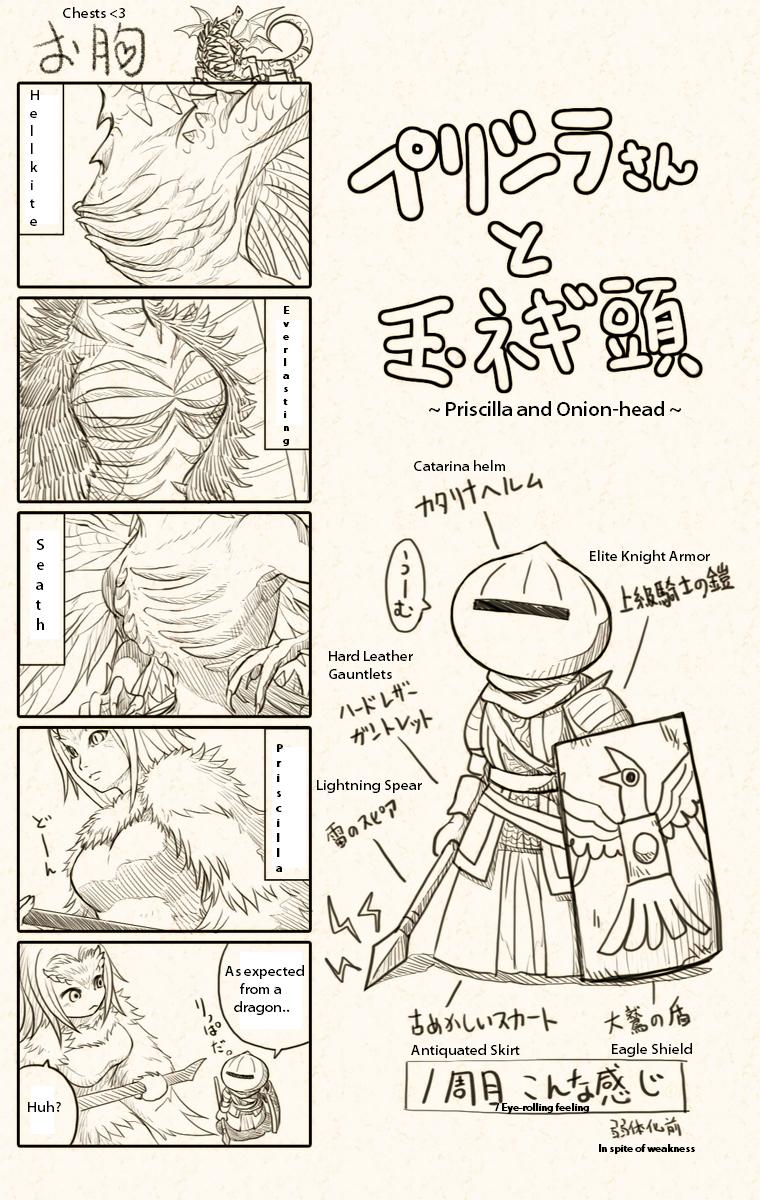 Chests <3
お胸
Hellkite
Everlasting
Seath
Priscilla
どーん
As expected
from a
dragon..
りっぱだ。
Huh?
プリシラさん
と
玉ネギ頭
~ Priscilla and Onion-head ~
Catarina helm
カタリナヘルム
うーむ
Elite Knight Armor
上級騎士の鎧
Hard Leather
Gauntlets
ハードレザー
ガントレット
Lightning Spear
雷のスピア
古めかしいスカート
Antiquated Skirt
大鷲の盾
Eagle Shield
1周目 こんな感じ
7 Eye-rolling feeling
弱体化前
In spite of weakness